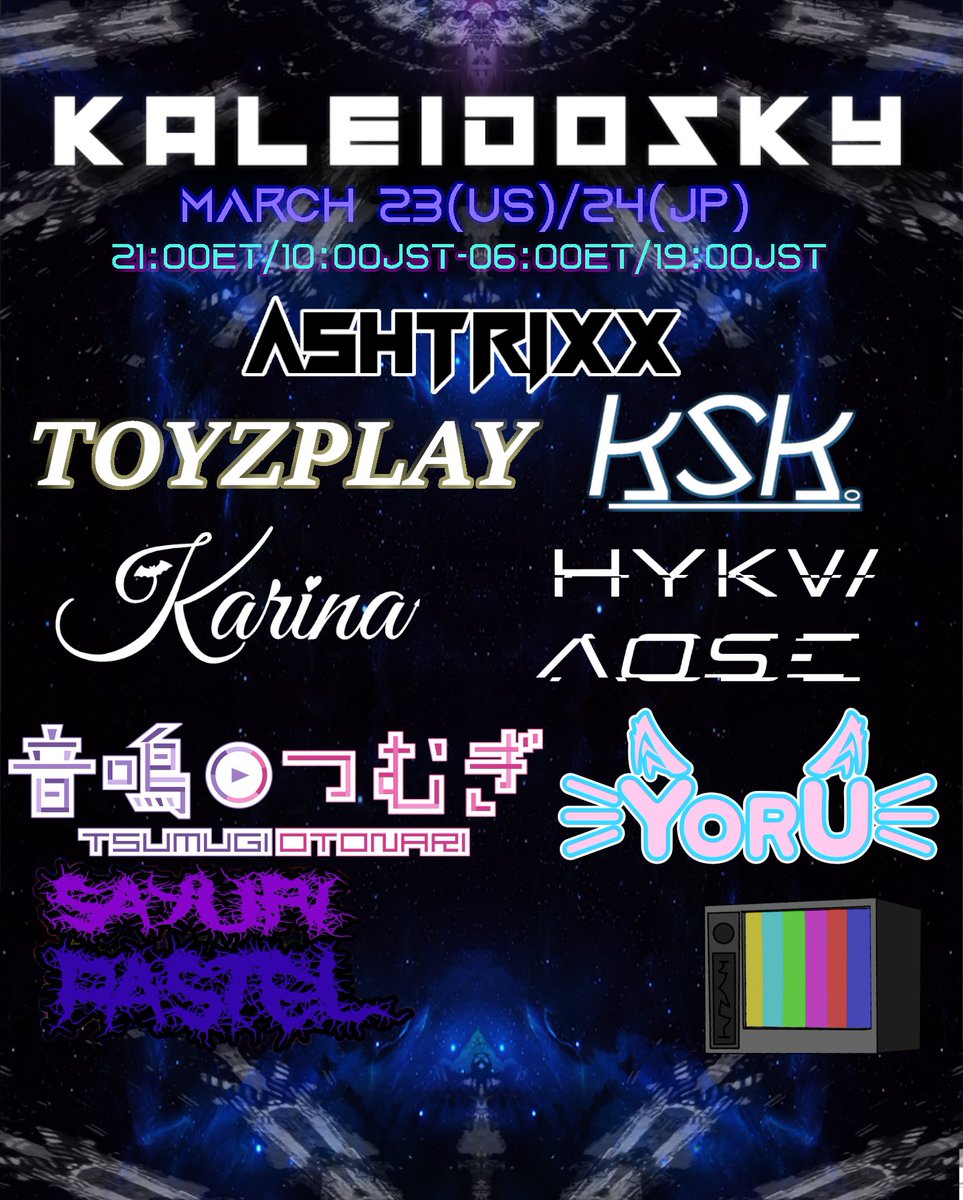 KALEIDOSKY
MARCH 23(US)/24(JP)
21:00ET/10:00JST-06:00ET/19:00JST
ASHTRIXX
TOYZPLAY
KSK。
Karina
HYKW
AOSE
音鳴つむぎ
TSUMUGI OTONARI
YORU
SAYURI
PASTEL